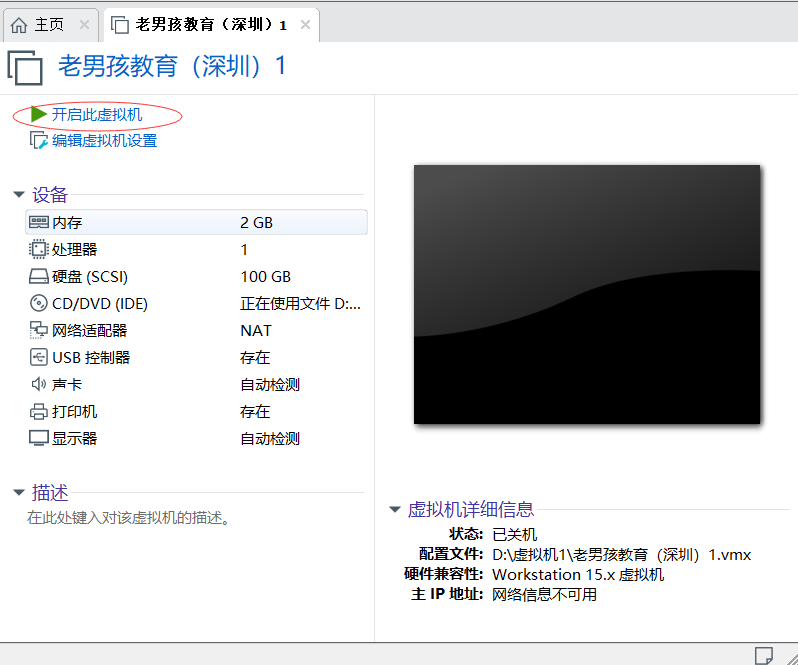 主页
老男孩教育（深圳）1
老男孩教育（深圳）1
开启此虚拟机
编辑虚拟机设置
设备
内存 2 GB
处理器 1
硬盘 (SCSI) 100 GB
CD/DVD (IDE) 正在使用文件 D:...
网络适配器 NAT
USB 控制器 存在
声卡 自动检测
打印机 存在
显示器 自动检测
描述
在此处键入对该虚拟机的描述。
虚拟机详细信息
状态: 已关机
配置文件: D:\虚拟机1\老男孩教育（深圳）1.vmx
硬件兼容性: Workstation 15.x 虚拟机
主 IP 地址: 网络信息不可用